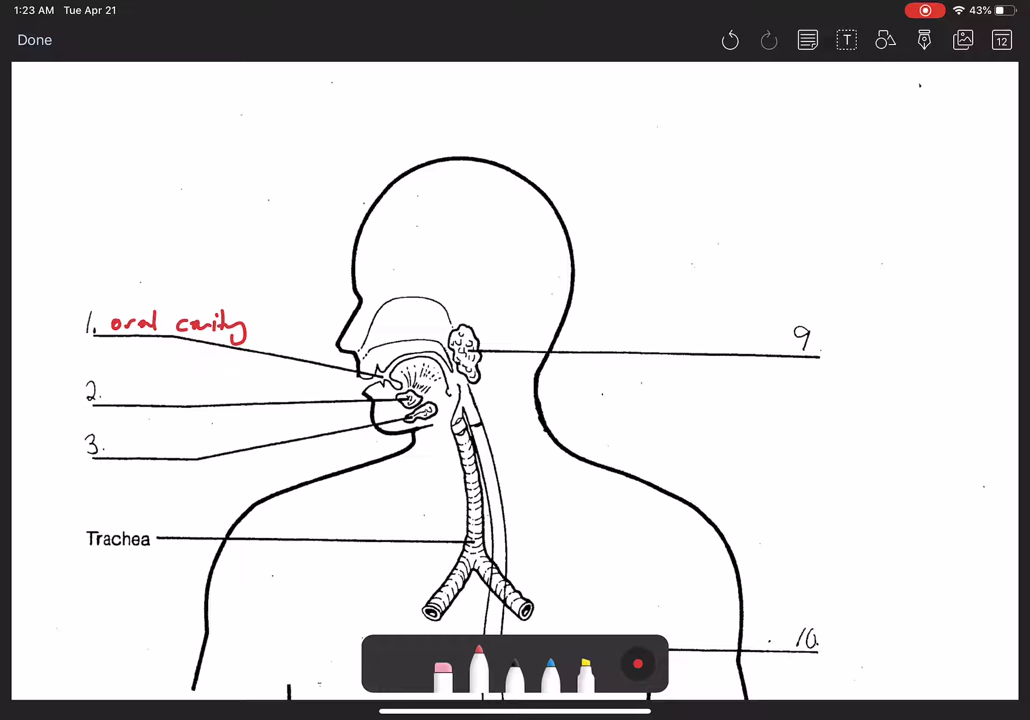 1:23 AM Tue Apr 21
43%
Done
T
12
1. oral cavity
9.
2.
3.
Trachea
10.